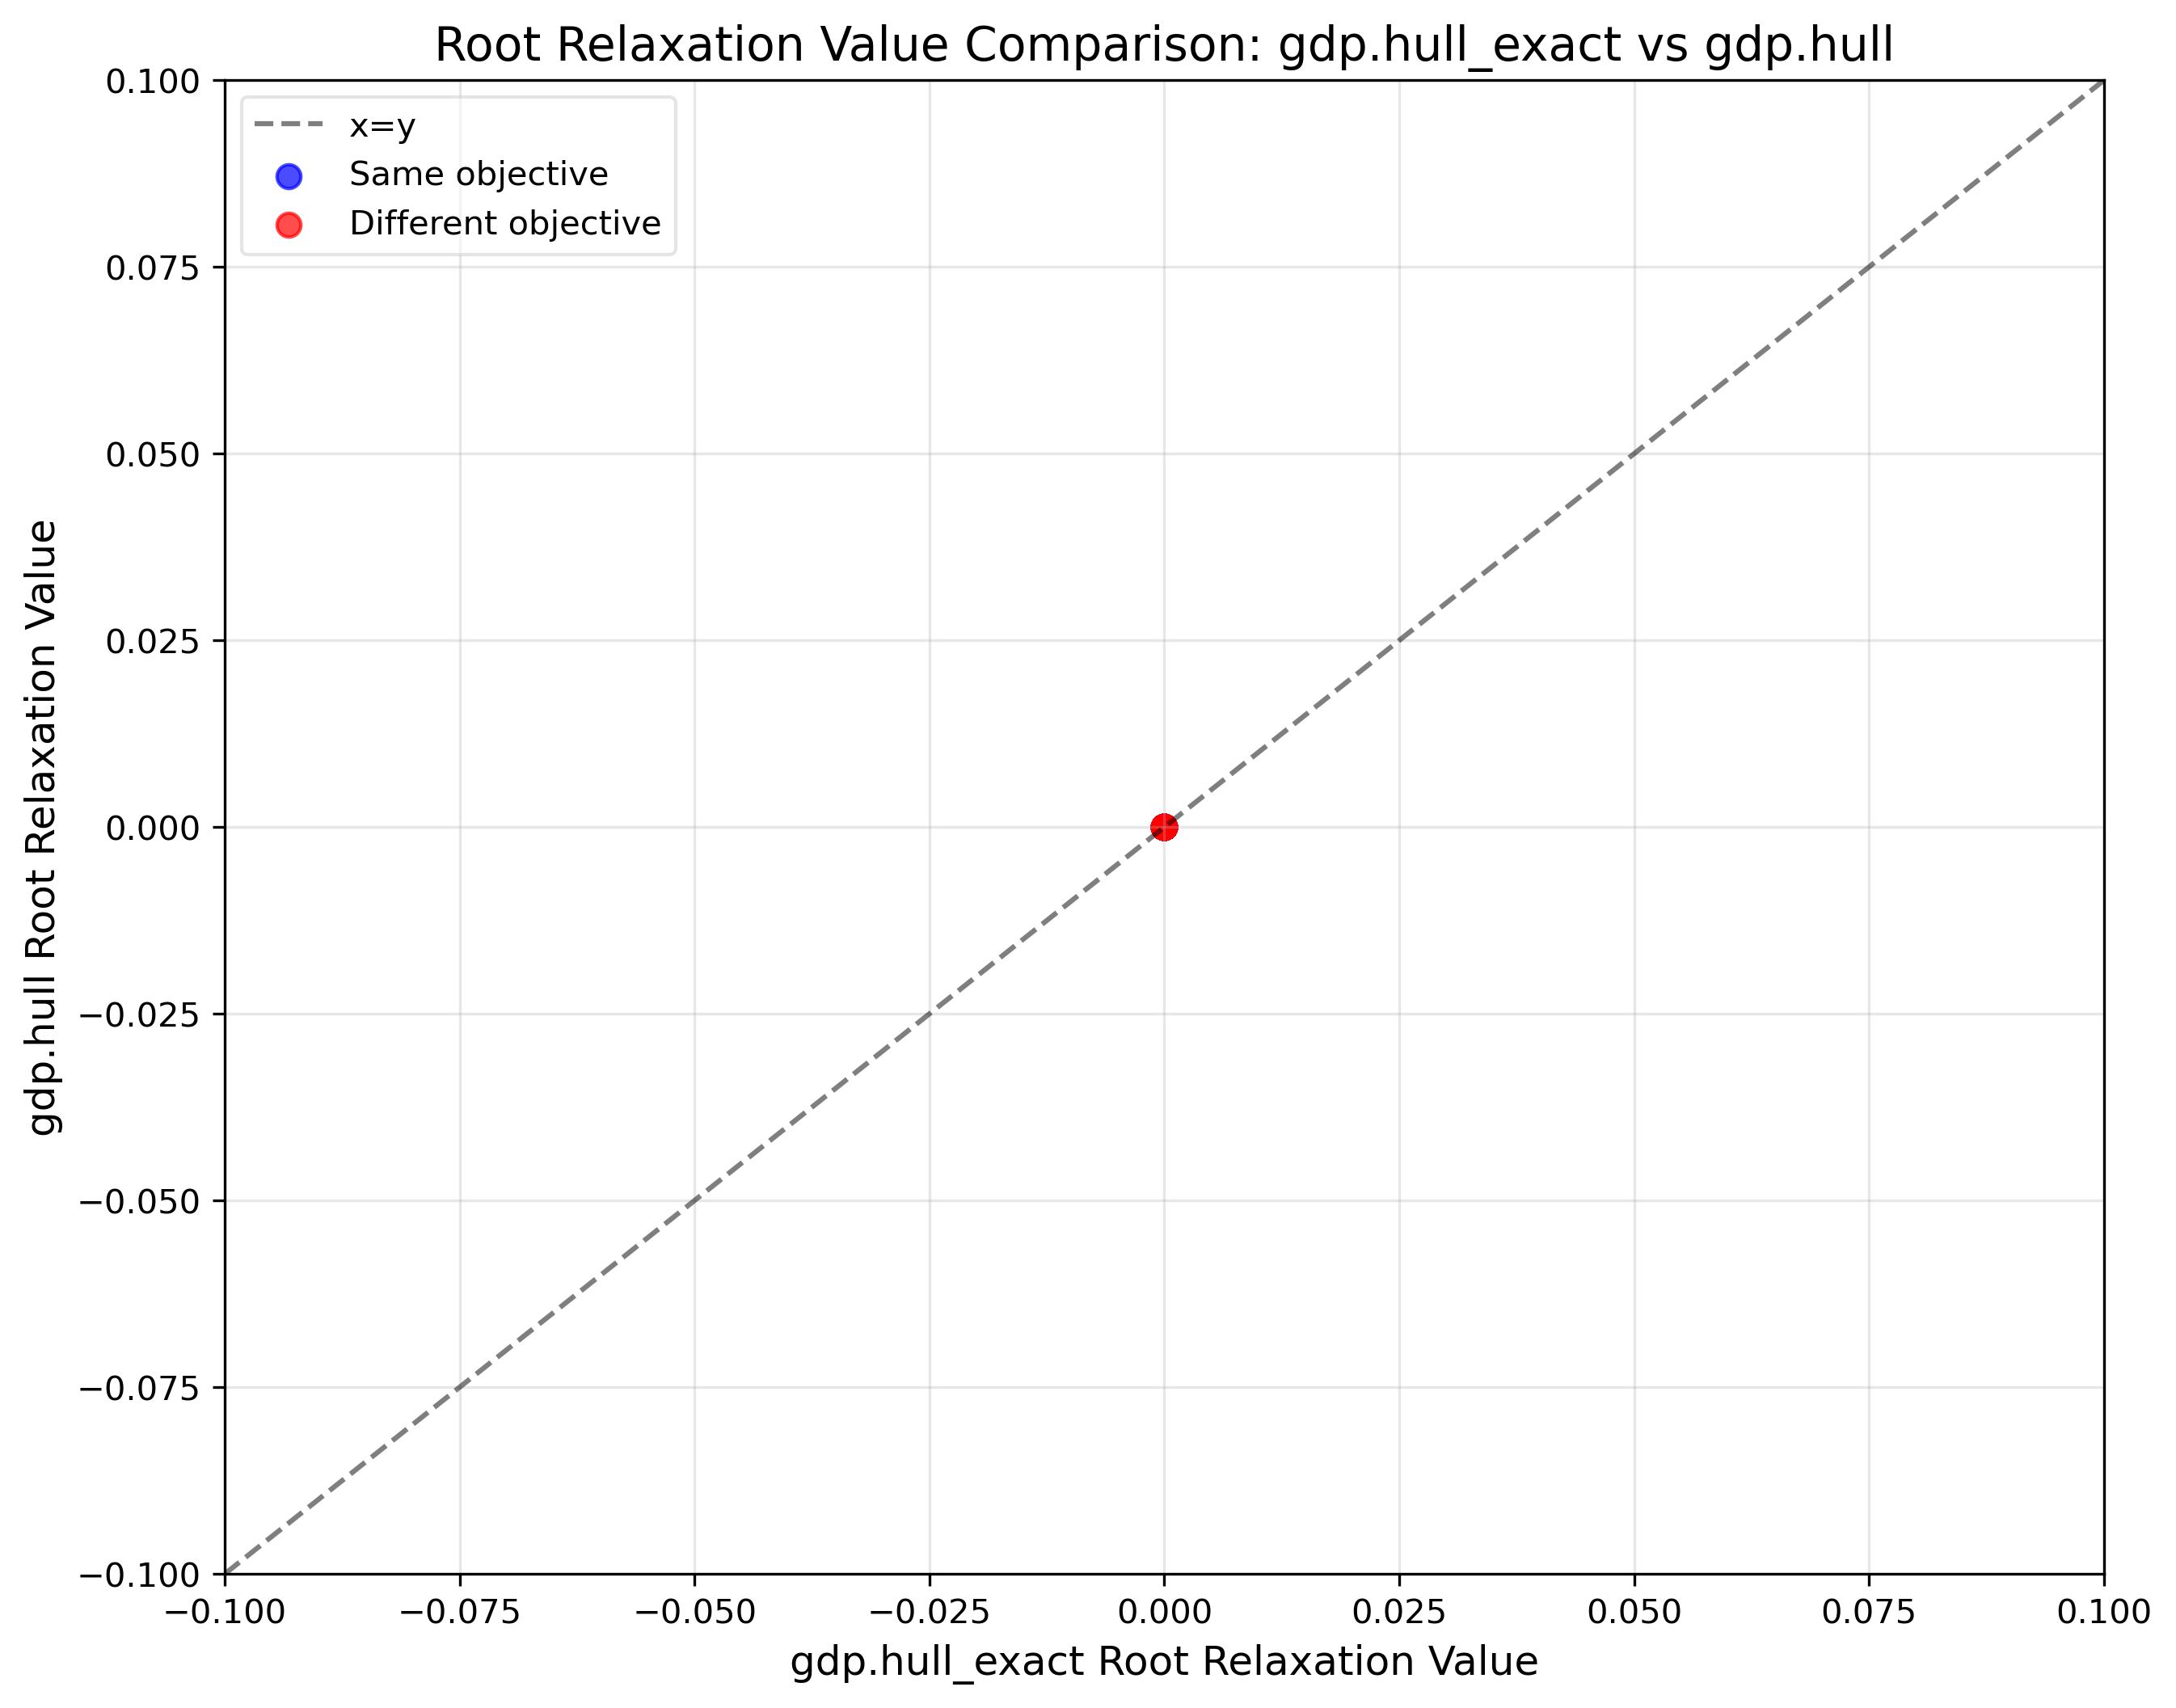 Root Relaxation Value Comparison: gdp.hull_exact vs gdp.hull
x=y
Same objective
Different objective
gdp.hull Root Relaxation Value
0.100
0.075
0.050
0.025
0.000
−0.025
−0.050
−0.075
−0.100
−0.100 −0.075 −0.050 −0.025 0.000 0.025 0.050 0.075 0.100
gdp.hull_exact Root Relaxation Value